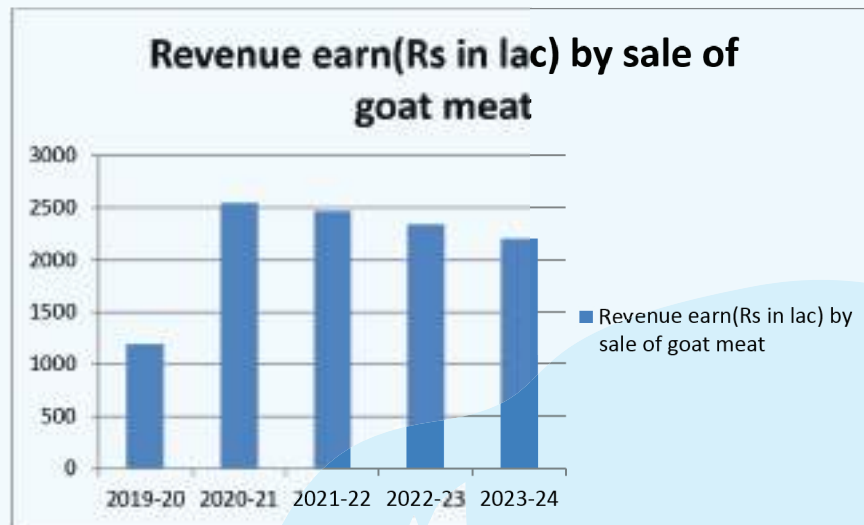 Revenue earn(Rs in lac) by sale of
goat meat
3000
2500
2000
1500
1000
500
0
2019-20 2020-21 2021-22 2022-23 2023-24
Revenue earn(Rs in lac) by
sale of goat meat